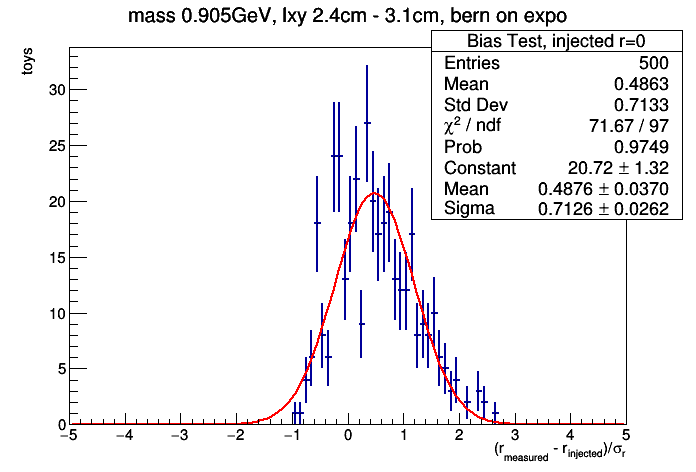 mass 0.905GeV, lxy 2.4cm - 3.1cm, bern on expo
Bias Test, injected r=0
Entries 500
Mean 0.4863
Std Dev 0.7133
χ² / ndf 71.67 / 97
Prob 0.9749
Constant 20.72 ± 1.32
Mean 0.4876 ± 0.0370
Sigma 0.7126 ± 0.0262
toys
30
25
20
15
10
5
0
−5 −4 −3 −2 −1 0 1 2 3 4 5
(r_measured - r_injected)/σ_r